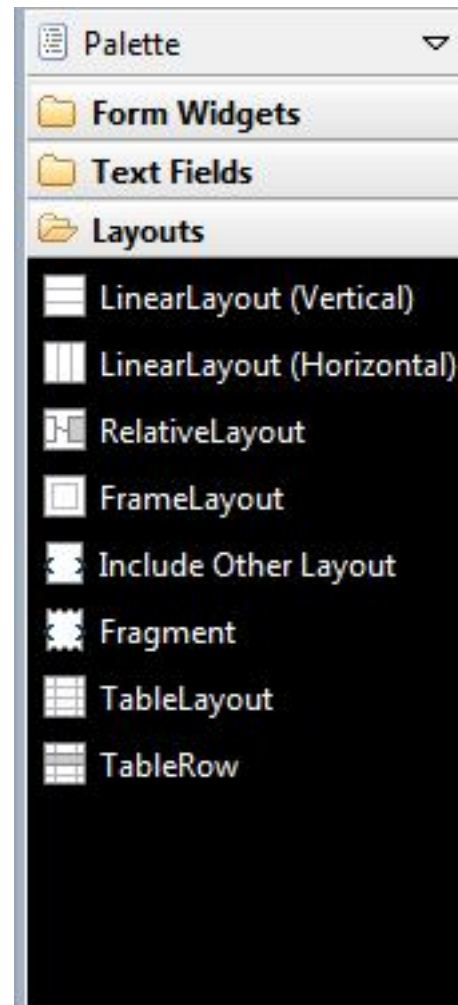 Palette
Form Widgets
Text Fields
Layouts
LinearLayout (Vertical)
LinearLayout (Horizontal)
RelativeLayout
FrameLayout
Include Other Layout
Fragment
TableLayout
TableRow